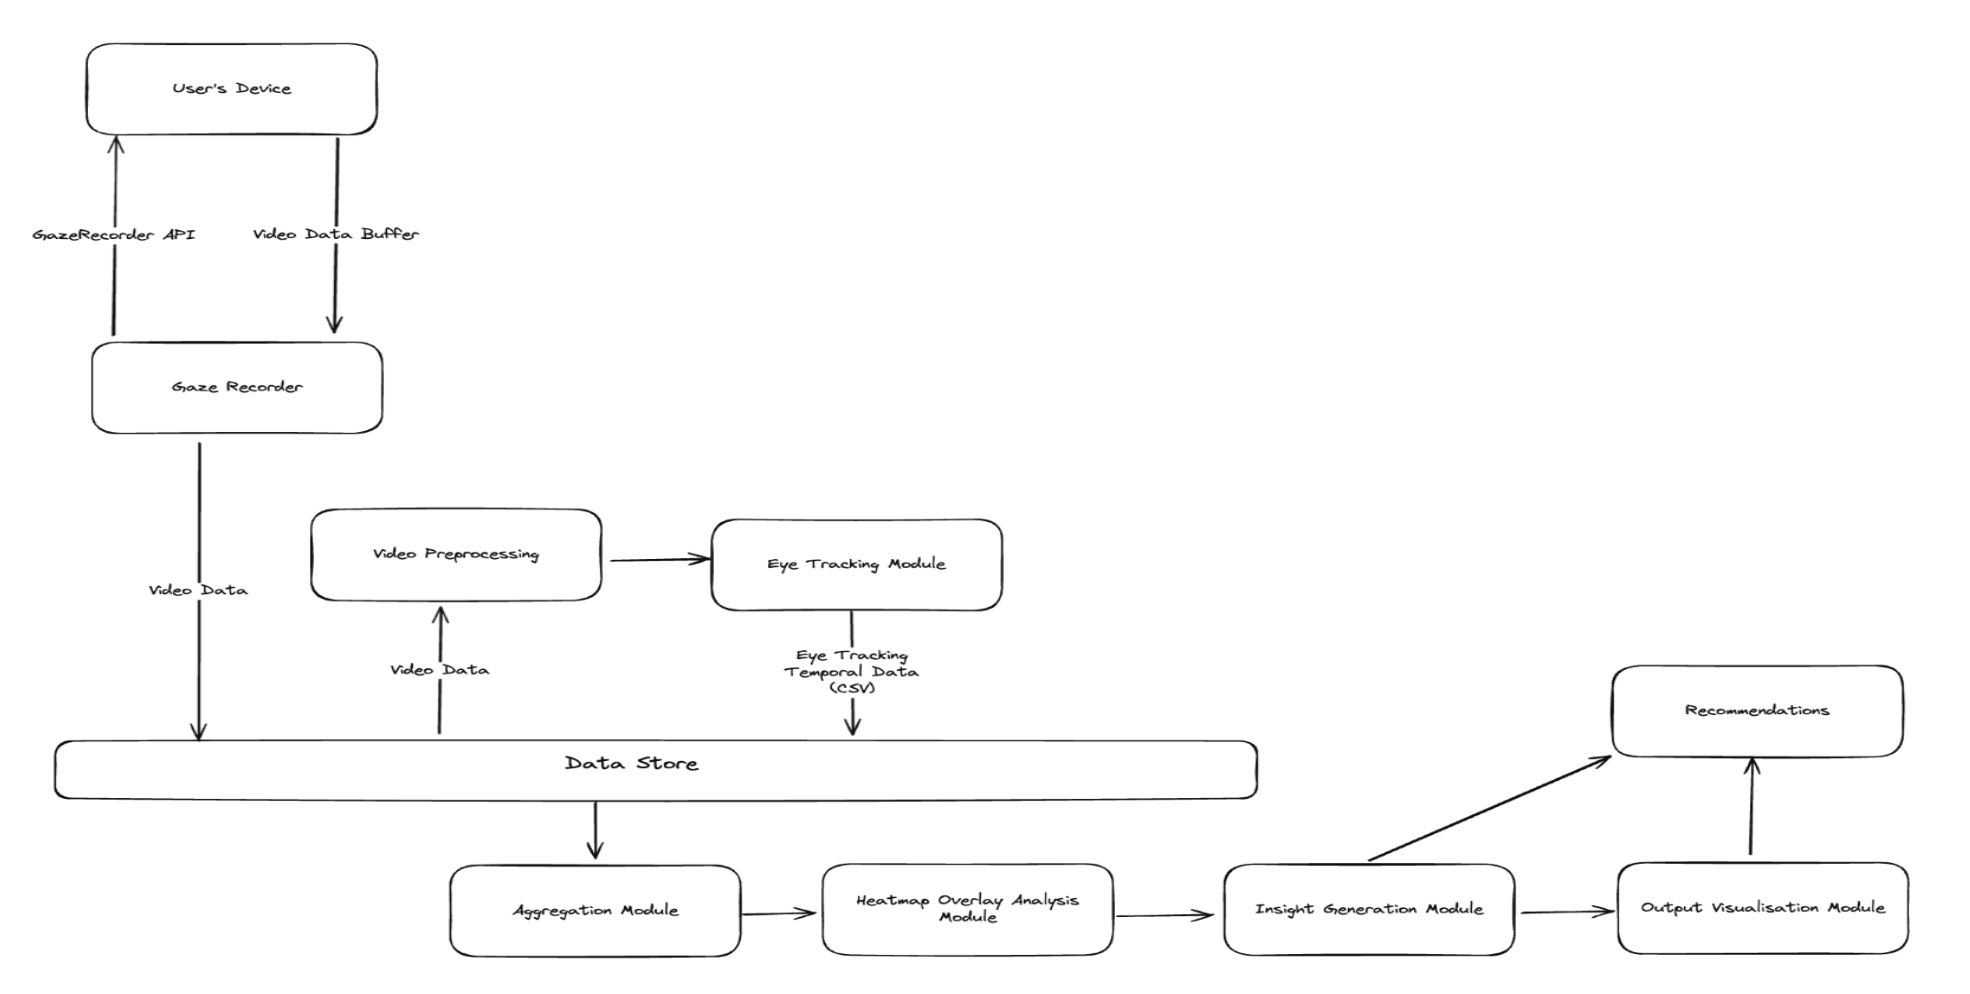 User's Device
GazeRecorder API
Video Data Buffer
Gaze Recorder
Video Preprocessing
Eye Tracking Module
Video Data
Video Data
Eye Tracking
Temporal Data
(CSV)
Recommendations
Data Store
Aggregation Module
Heatmap Overlay Analysis
Module
Insight Generation Module
Output Visualisation Module